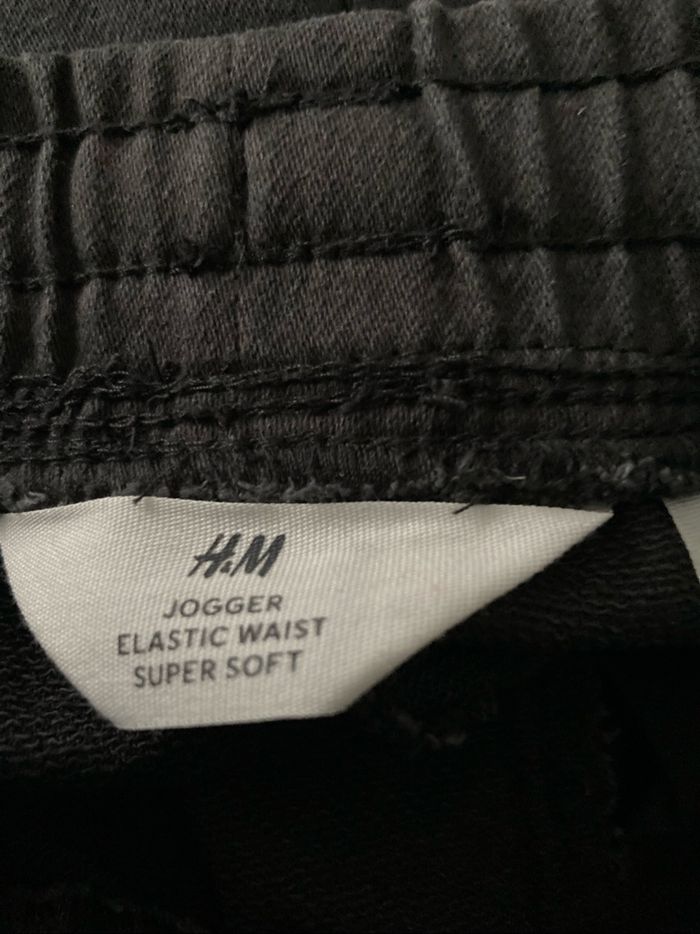 H&M
JOGGER
ELASTIC WAIST
SUPER SOFT